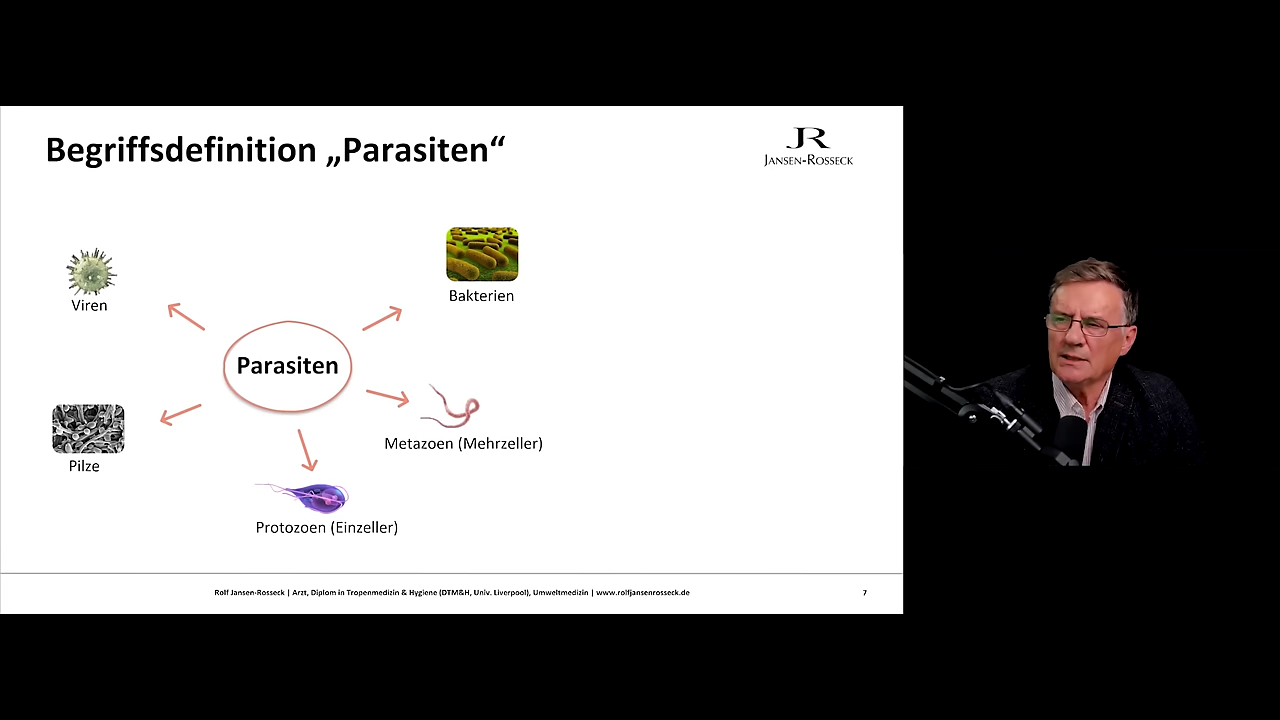 Begriffsdefinition „Parasiten“
JR
JANSEN-ROSSECK
Viren
Bakterien
Parasiten
Metazoen (Mehrzeller)
Pilze
Protozoen (Einzeller)
Rolf Jansen-Rosseck | Arzt, Diplom in Tropenmedizin & Hygiene (DTM&H, Univ. Liverpool), Umweltmedizin | www.rolfjansenrosseck.de
7